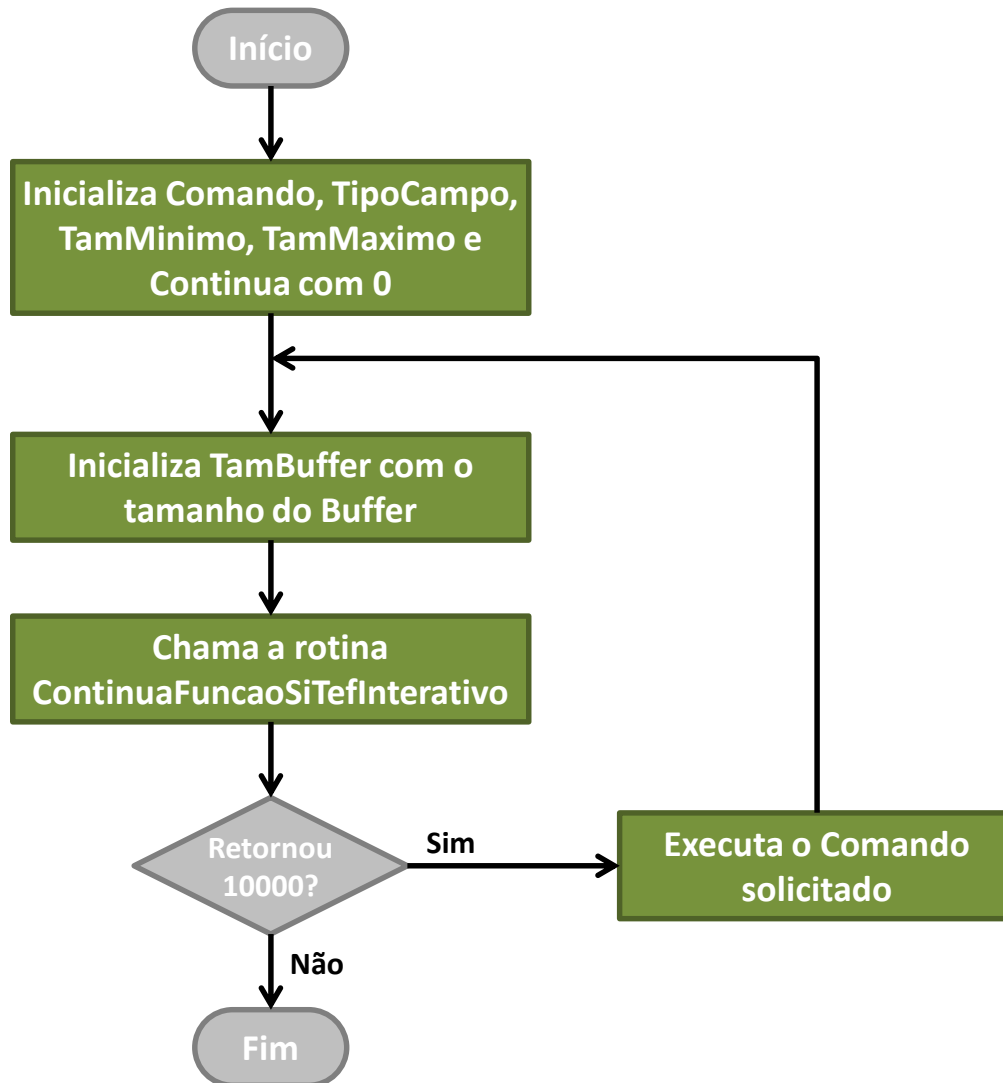 Início
Inicializa Comando, TipoCampo,
TamMinimo, TamMaximo e
Continua com 0
Inicializa TamBuffer com o
tamanho do Buffer
Chama a rotina
ContinuaFuncaoSiTefInterativo
Retornou
10000?
Sim
Executa o Comando
solicitado
Não
Fim